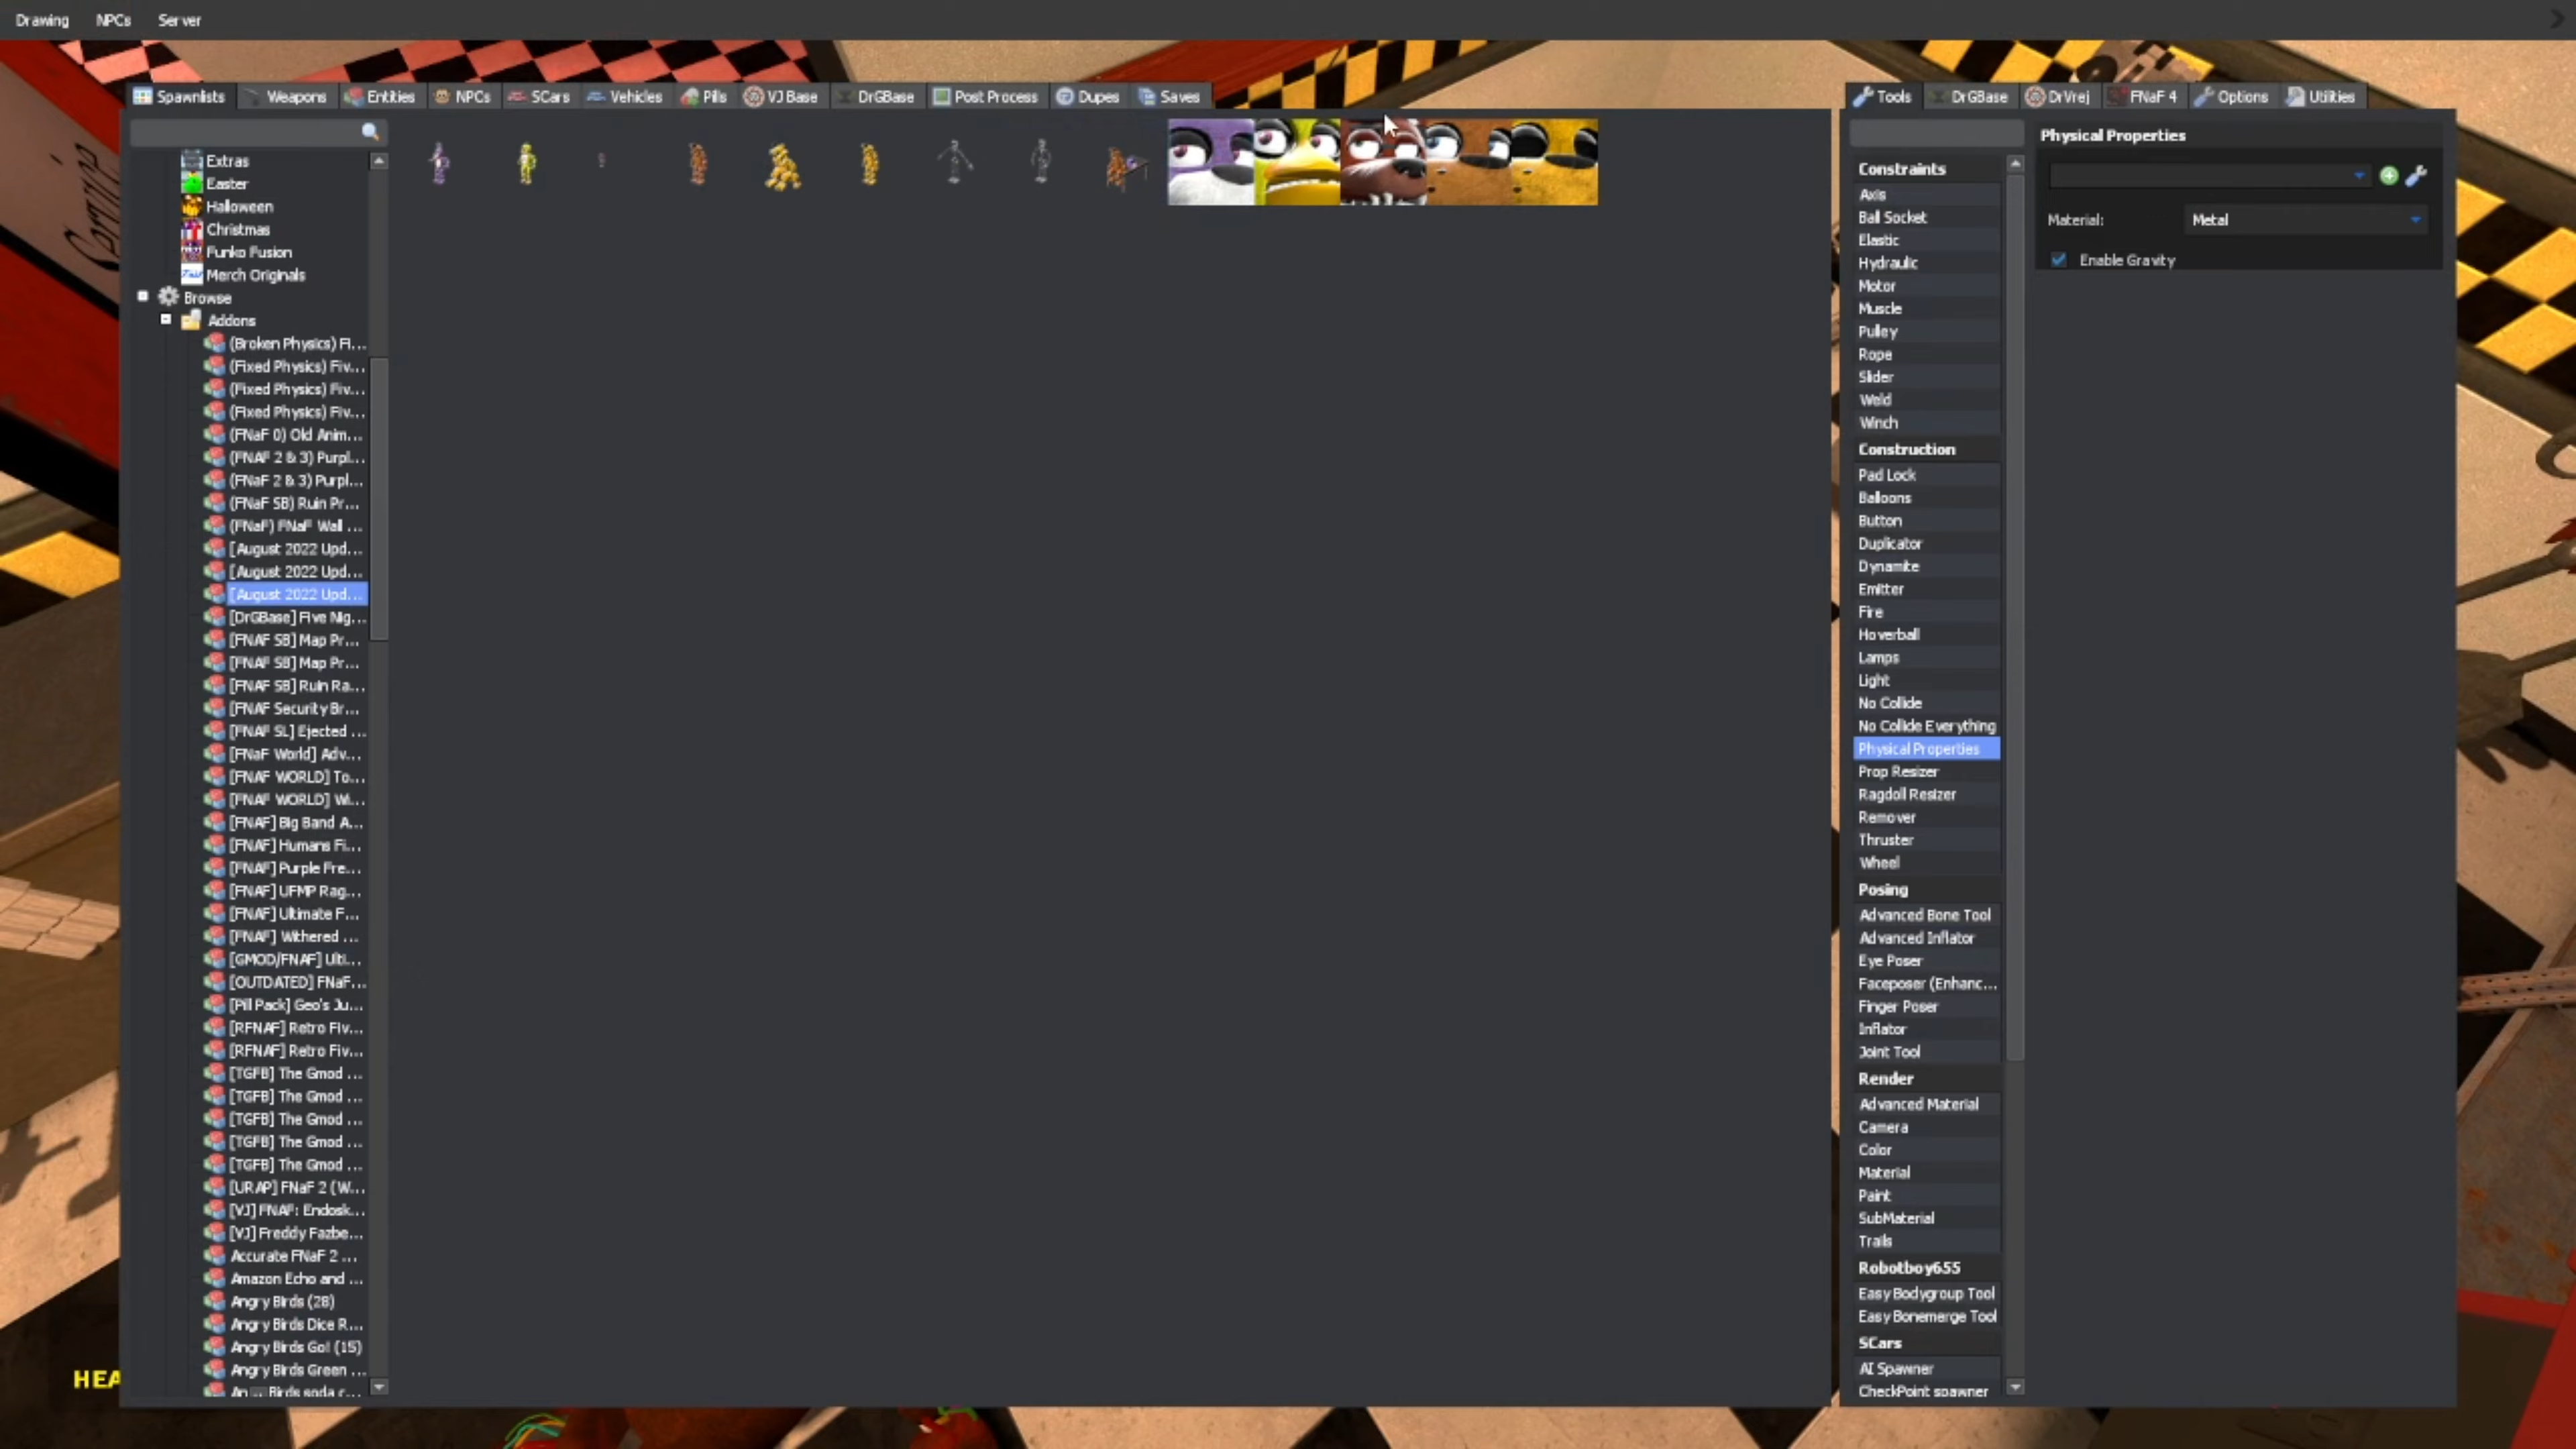 Drawing NPCs Server
Spawnlists Weapons Entities NPCs SCars Vehicles Pills VJ Base DrGBase Post Process Dupes Saves
Extras
Easter
Halloween
Christmas
Funko Fusion
Merch Originals
Browse
Addons
(Broken Physics) Fi...
(Fixed Physics) Fiv...
(Fixed Physics) Fiv...
(Fixed Physics) Fiv...
(FNaF 0) Old Anim...
(FNAF 2 & 3) Purpl...
(FNaF 2 & 3) Purpl...
(FNaF SB) Ruin Pr...
(FNaF) FNaF Wall ...
[August 2022 Upd...
[August 2022 Upd...
[August 2022 Upd...
[DrGBase] Five Nig...
[FNAF SB] Map Pr...
[FNAF SB] Map Pr...
[FNAF SB] Ruin Ra...
[FNAF Security Br...
[FNAF SL] Ejected ...
[FNaF World] Adv...
[FNAF WORLD] To...
[FNAF WORLD] Wi...
[FNAF] Big Band A...
[FNAF] Humans Fi...
[FNAF] Purple Fre...
[FNAF] UFMP Rag...
[FNAF] Ultimate F...
[FNAF] Withered ...
[GMOD/FNAF] Ulti...
[OUTDATED] FNaF...
[Pill Pack] Geo's Ju...
[RFNAF] Retro Fiv...
[RFNAF] Retro Fiv...
[TGFB] The Gmod ...
[TGFB] The Gmod ...
[TGFB] The Gmod ...
[TGFB] The Gmod ...
[TGFB] The Gmod ...
[URAP] FNaF 2 (W...
[VJ] FNAF: Endosk...
[VJ] Freddy Fazbe...
Accurate FNaF 2 ...
Amazon Echo and ...
Angry Birds (28)
Angry Birds Dice R...
Angry Birds Go! (15)
Angry Birds Green ...
Birds soda c...
HEA
Tools DrGBase DrVrej FNaF 4 Options Utilities
Constraints
Axis
Ball Socket
Elastic
Hydraulic
Motor
Muscle
Pulley
Rope
Slider
Weld
Winch
Construction
Pad Lock
Balloons
Button
Duplicator
Dynamite
Emitter
Fire
Hoverball
Lamps
Light
No Collide
No Collide Everything
Physical Properties
Prop Resizer
Ragdoll Resizer
Remover
Thruster
Wheel
Posing
Advanced Bone Tool
Advanced Inflator
Eye Poser
Faceposer (Enhanc...
Finger Poser
Inflator
Joint Tool
Render
Advanced Material
Camera
Color
Material
Paint
SubMaterial
Trails
Robotboy655
Easy Bodygroup Tool
Easy Bonemerge Tool
SCars
AI Spawner
CheckPoint spawner
Physical Properties
Material: Metal
Enable Gravity